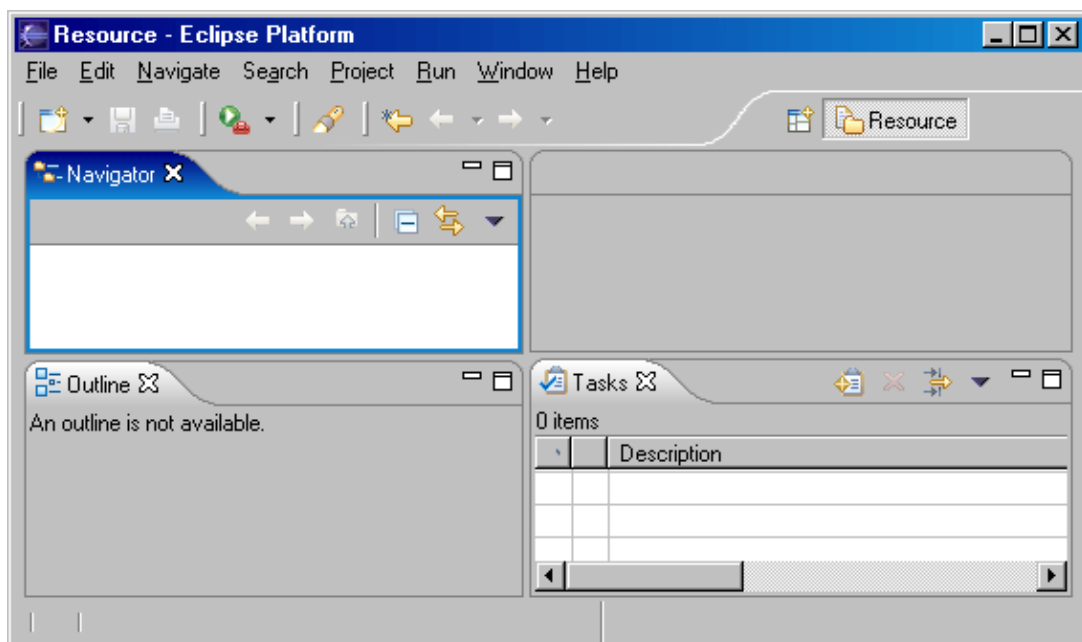 Resource - Eclipse Platform
File Edit Navigate Search Project Run Window Help
Resource
Navigator
Outline
An outline is not available.
Tasks
0 items
Description